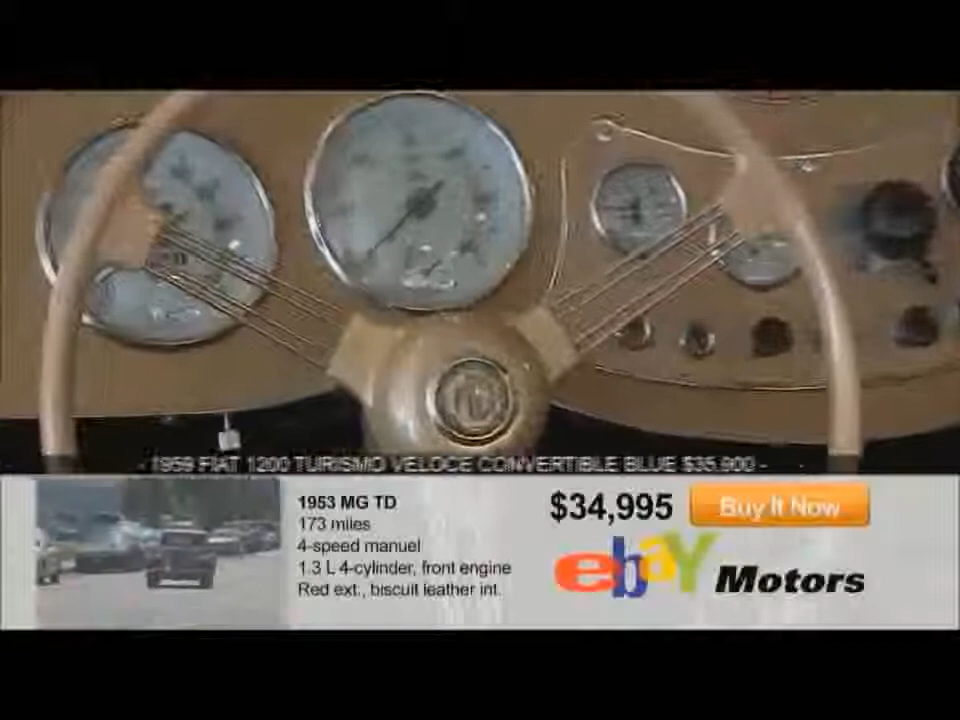 - 1959 FIAT 1200 TURISMO VELOCE CONVERTIBLE BLUE $35,900 -
1953 MG TD
173 miles
4-speed manuel
1.3 L 4-cylinder, front engine
Red ext., biscuit leather int.
$34,995
Buy It Now
ebay Motors